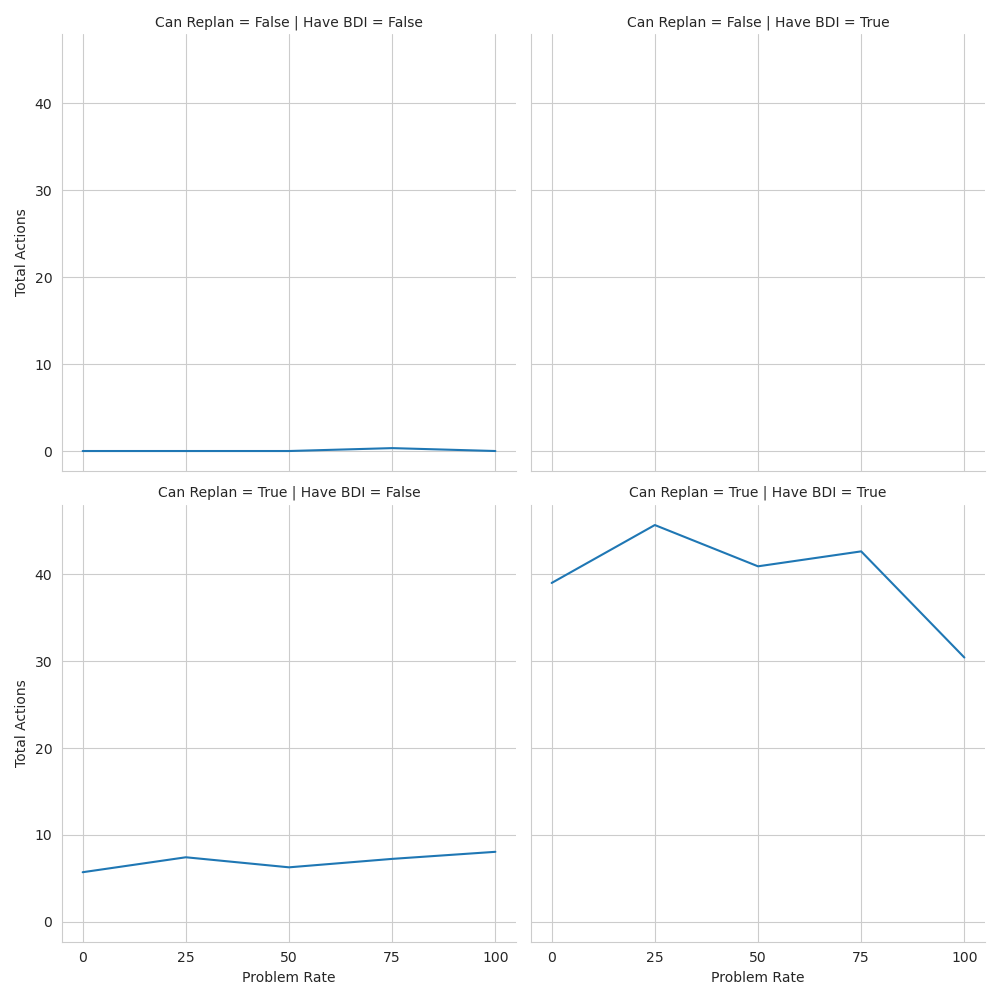 Can Replan = False | Have BDI = False
Can Replan = False | Have BDI = True
Total Actions
40
30
20
10
0
Can Replan = True | Have BDI = False
Can Replan = True | Have BDI = True
Total Actions
40
30
20
10
0
0 25 50 75 100
0 25 50 75 100
Problem Rate
Problem Rate